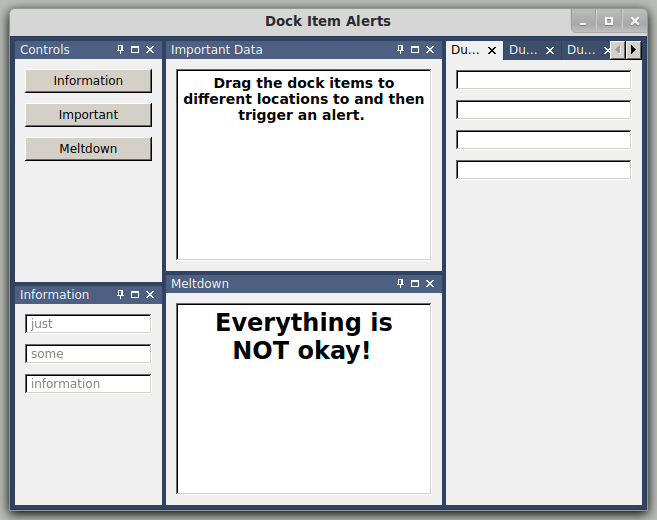 Dock Item Alerts
Controls
Information
Important
Meltdown
Information
just
some
information
Important Data
Drag the dock items to
different locations to and then
trigger an alert.
Meltdown
Everything is
NOT okay!
Du... Du... Du...